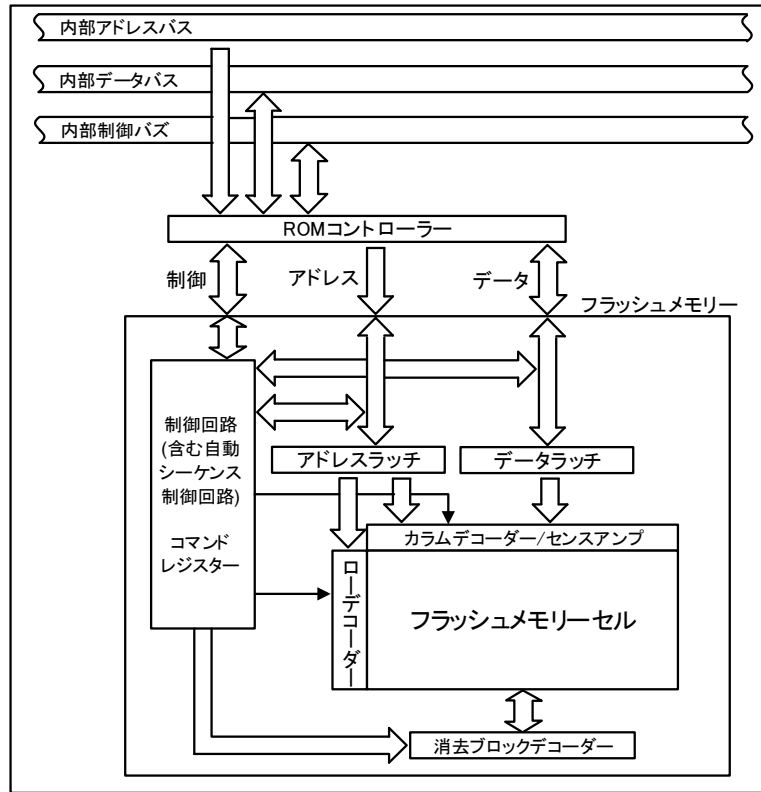 内部アドレスバス
内部データバス
内部制御バズ
ROMコントローラー
制御
アドレス
データ
フラッシュメモリー
制御回路
(含む自動
シーケンス
制御回路)
コマンド
レジスター
アドレスラッチ
データラッチ
カラムデコーダー/センスアンプ
ローデコーダー
フラッシュメモリーセル
消去ブロックデコーダー